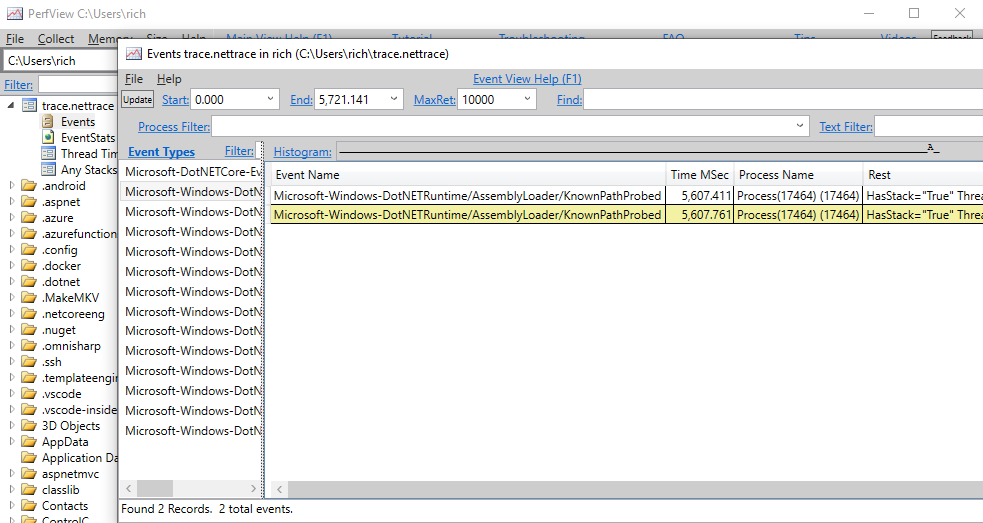 PerfView C:\Users\rich
File Collect Memory Size Help Main View Help (F1) Tutorial Troubleshooting FAQ Tips Videos Feedback
C:\Users\rich
Filter:
trace.nettrace
Events
EventStats
Thread Tim
Any Stacks
.android
.aspnet
.azure
.azurefunction
.config
.docker
.dotnet
.MakeMKV
.netcoreeng
.nuget
.omnisharp
.ssh
.templateengin
.vscode
.vscode-inside
3D Objects
AppData
Application Da
aspnetmvc
classlib
Contacts
ControlC
Events trace.nettrace in rich (C:\Users\rich\trace.nettrace)
File Help Event View Help (F1)
Update Start: 0.000 End: 5,721.141 MaxRet: 10000 Find:
Process Filter: Text Filter:
Event Types Filter: Histogram: A_
Microsoft-DotNETCore-Ev
Microsoft-Windows-DotN
Microsoft-Windows-DotN
Microsoft-Windows-DotN
Microsoft-Windows-DotN
Microsoft-Windows-DotN
Microsoft-Windows-DotN
Microsoft-Windows-DotN
Microsoft-Windows-DotN
Microsoft-Windows-DotN
Microsoft-Windows-DotN
Microsoft-Windows-DotN
Microsoft-Windows-DotN
Microsoft-Windows-DotN
Event Name Time MSec Process Name Rest
Microsoft-Windows-DotNETRuntime/AssemblyLoader/KnownPathProbed 5,607.411 Process(17464) (17464) HasStack="True" Threa
Microsoft-Windows-DotNETRuntime/AssemblyLoader/KnownPathProbed 5,607.761 Process(17464) (17464) HasStack="True" Threa
Found 2 Records. 2 total events.